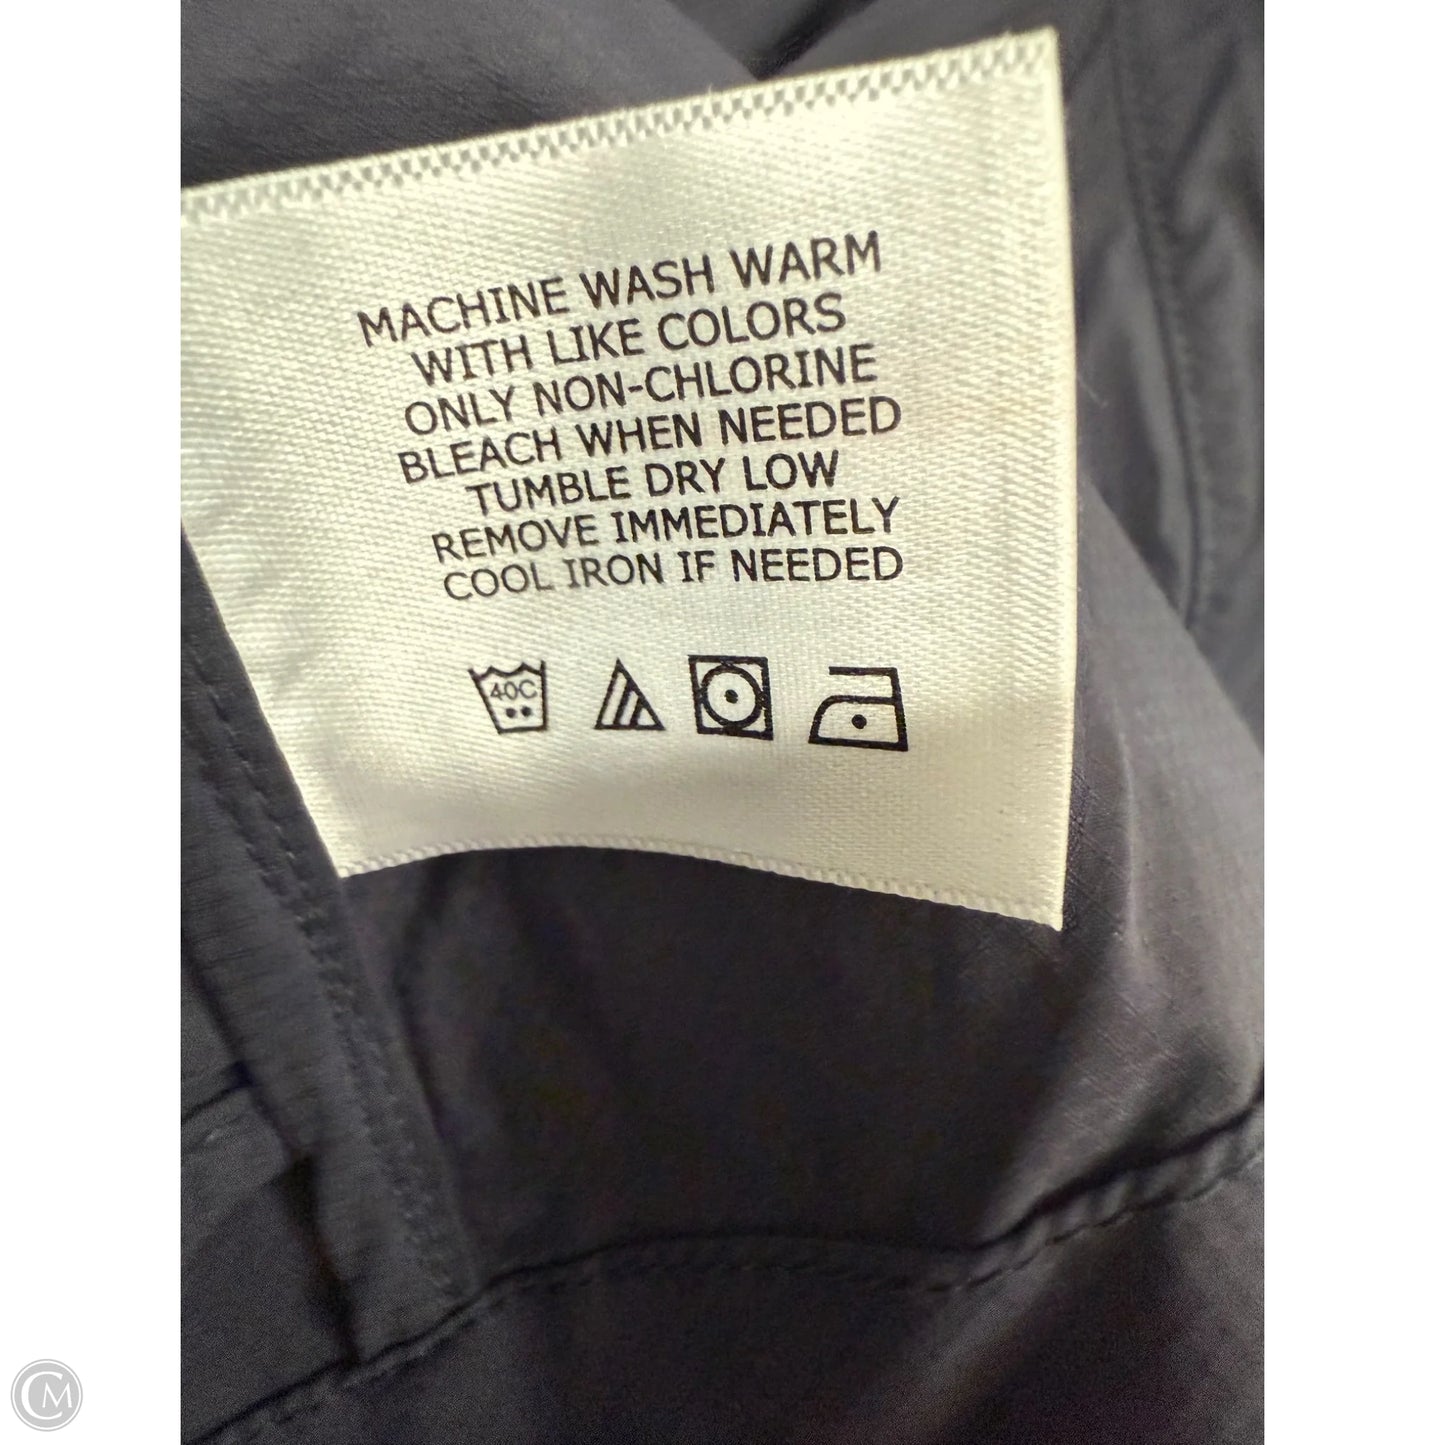 MACHINE WASH WARM
WITH LIKE COLORS
ONLY NON-CHLORINE
BLEACH WHEN NEEDED
TUMBLE DRY LOW
REMOVE IMMEDIATELY
COOL IRON IF NEEDED
40C
CM